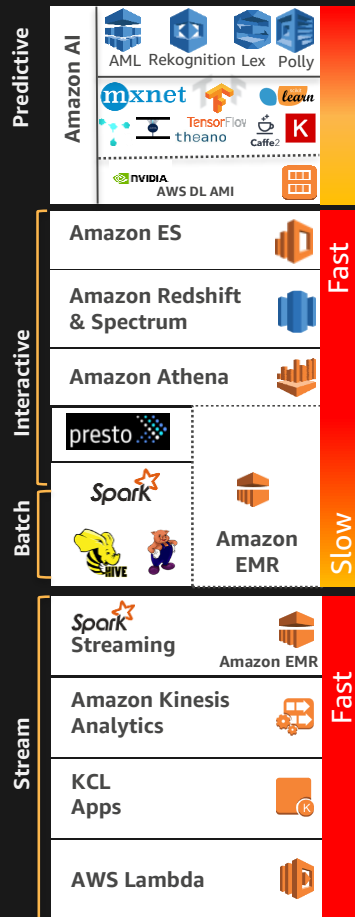 Predictive
Amazon AI
AML Rekognition Lex Polly
mxnet
learn
TensorFlow
theano
Caffe2
K
NVIDIA
AWS DL AMI
Interactive
Amazon ES
Fast
Amazon Redshift
& Spectrum
Amazon Athena
presto
Batch
Spark
HIVE
Amazon
EMR
Slow
Stream
Spark
Streaming
Amazon EMR
Fast
Amazon Kinesis
Analytics
KCL
Apps
K
AWS Lambda